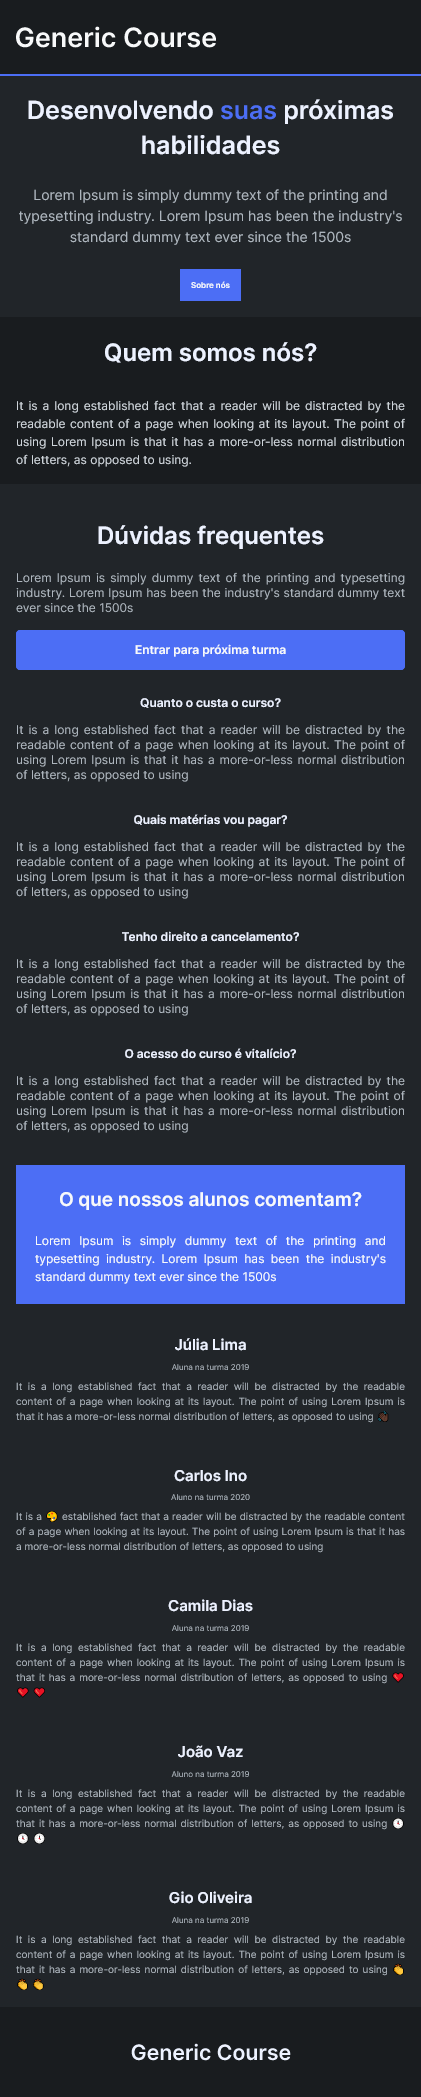 Generic Course
Desenvolvendo suas próximas
habilidades
Lorem Ipsum is simply dummy text of the printing and
typesetting industry. Lorem Ipsum has been the industry's
standard dummy text ever since the 1500s
Sobre nós
Quem somos nós?
It is a long established fact that a reader will be distracted by the
readable content of a page when looking at its layout. The point of
using Lorem Ipsum is that it has a more-or-less normal distribution
of letters, as opposed to using.
Dúvidas frequentes
Lorem Ipsum is simply dummy text of the printing and typesetting
industry. Lorem Ipsum has been the industry's standard dummy text
ever since the 1500s
Entrar para próxima turma
Quanto o custa o curso?
It is a long established fact that a reader will be distracted by the
readable content of a page when looking at its layout. The point of
using Lorem Ipsum is that it has a more-or-less normal distribution
of letters, as opposed to using
Quais matérias vou pagar?
It is a long established fact that a reader will be distracted by the
readable content of a page when looking at its layout. The point of
using Lorem Ipsum is that it has a more-or-less normal distribution
of letters, as opposed to using
Tenho direito a cancelamento?
It is a long established fact that a reader will be distracted by the
readable content of a page when looking at its layout. The point of
using Lorem Ipsum is that it has a more-or-less normal distribution
of letters, as opposed to using
O acesso do curso é vitalício?
It is a long established fact that a reader will be distracted by the
readable content of a page when looking at its layout. The point of
using Lorem Ipsum is that it has a more-or-less normal distribution
of letters, as opposed to using
O que nossos alunos comentam?
Lorem Ipsum is simply dummy text of the printing and
typesetting industry. Lorem Ipsum has been the industry's
standard dummy text ever since the 1500s
Júlia Lima
Aluna na turma 2019
It is a long established fact that a reader will be distracted by the readable
content of a page when looking at its layout. The point of using Lorem Ipsum is
that it has a more-or-less normal distribution of letters, as opposed to using
Carlos Ino
Aluno na turma 2020
It is a established fact that a reader will be distracted by the readable content
of a page when looking at its layout. The point of using Lorem Ipsum is that it has
a more-or-less normal distribution of letters, as opposed to using
Camila Dias
Aluna na turma 2019
It is a long established fact that a reader will be distracted by the readable
content of a page when looking at its layout. The point of using Lorem Ipsum is
that it has a more-or-less normal distribution of letters, as opposed to using ❤️
❤️ ❤️
João Vaz
Aluno na turma 2019
It is a long established fact that a reader will be distracted by the readable
content of a page when looking at its layout. The point of using Lorem Ipsum is
that it has a more-or-less normal distribution of letters, as opposed to using
Gio Oliveira
Aluna na turma 2019
It is a long established fact that a reader will be distracted by the readable
content of a page when looking at its layout. The point of using Lorem Ipsum is
that it has a more-or-less normal distribution of letters, as opposed to using 👏
👏 👏
Generic Course